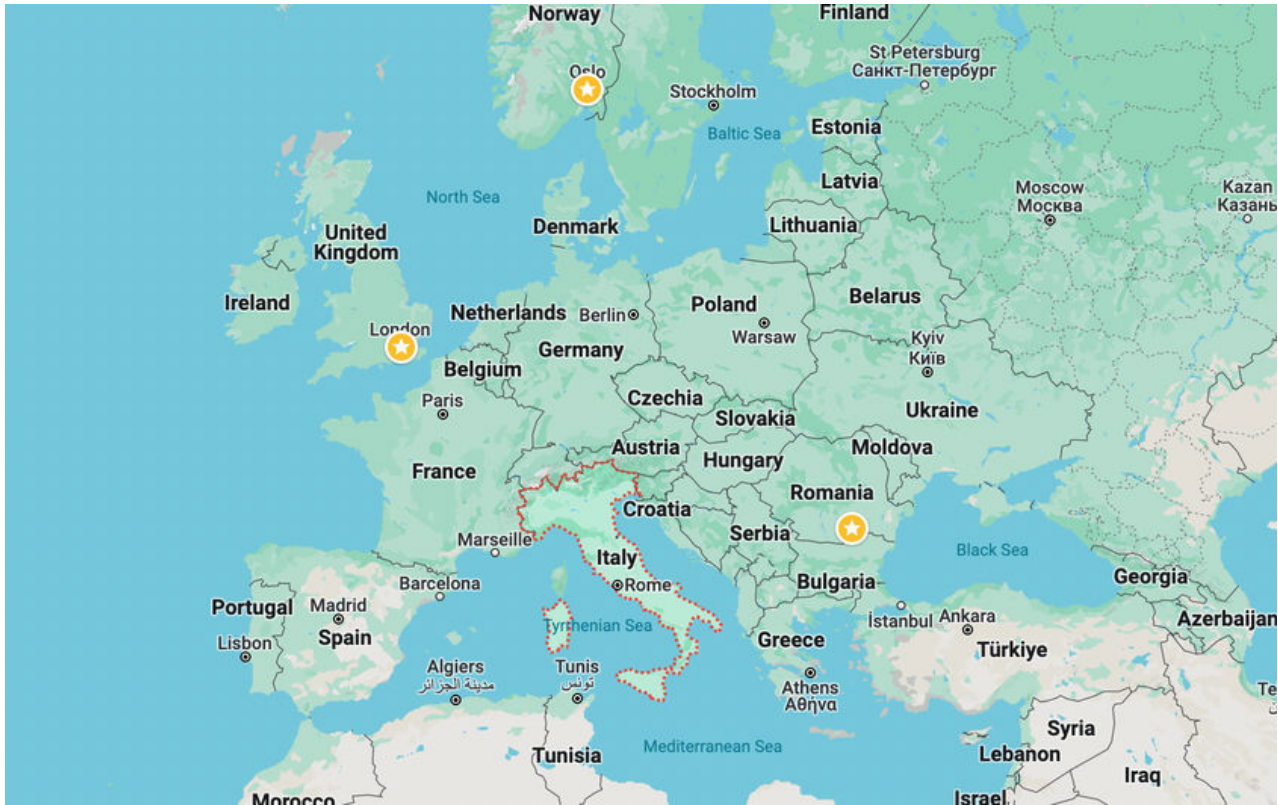 Norway
Finland
St Petersburg
Санкт-Петербург
Oslo
Stockholm
Baltic Sea
Estonia
Latvia
Moscow
Москва
Kazan
Казань
North Sea
Denmark
Lithuania
United
Kingdom
Ireland
Netherlands
Berlin
Poland
Belarus
London
Warsaw
Kyiv
Київ
Germany
Belgium
Paris
Czechia
Slovakia
Ukraine
Austria
Moldova
France
Hungary
Romania
Croatia
Serbia
Marseille
Italy
Black Sea
Rome
Barcelona
Bulgaria
Georgia
Portugal
Madrid
Spain
Tyrrhenian Sea
İstanbul
Ankara
Azerbaijan
Lisbon
Greece
Türkiye
Algiers
مدينة الجزائر
Tunis
تونس
Athens
Αθήνα
Syria
Mediterranean Sea
Lebanon
Tunisia
Iraq
Israel
Morocco